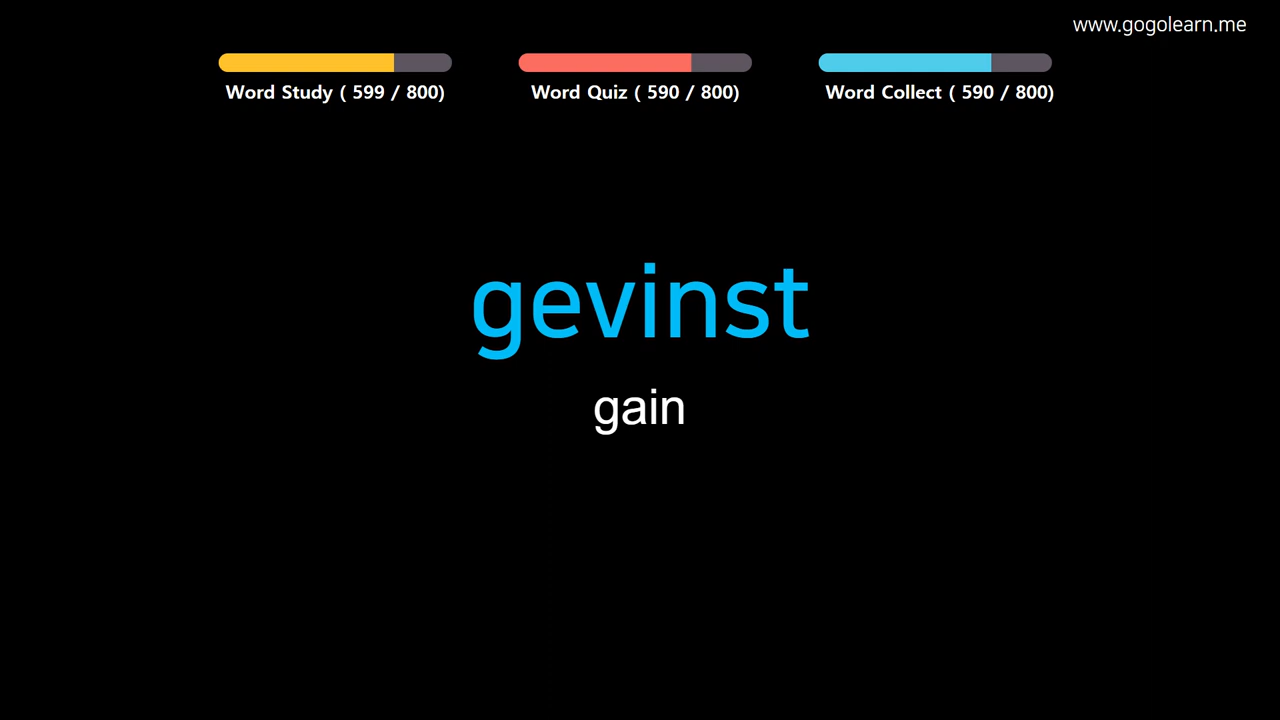 www.gogolearn.me
Word Study ( 599 / 800)
Word Quiz ( 590 / 800)
Word Collect ( 590 / 800)
gevinst
gain